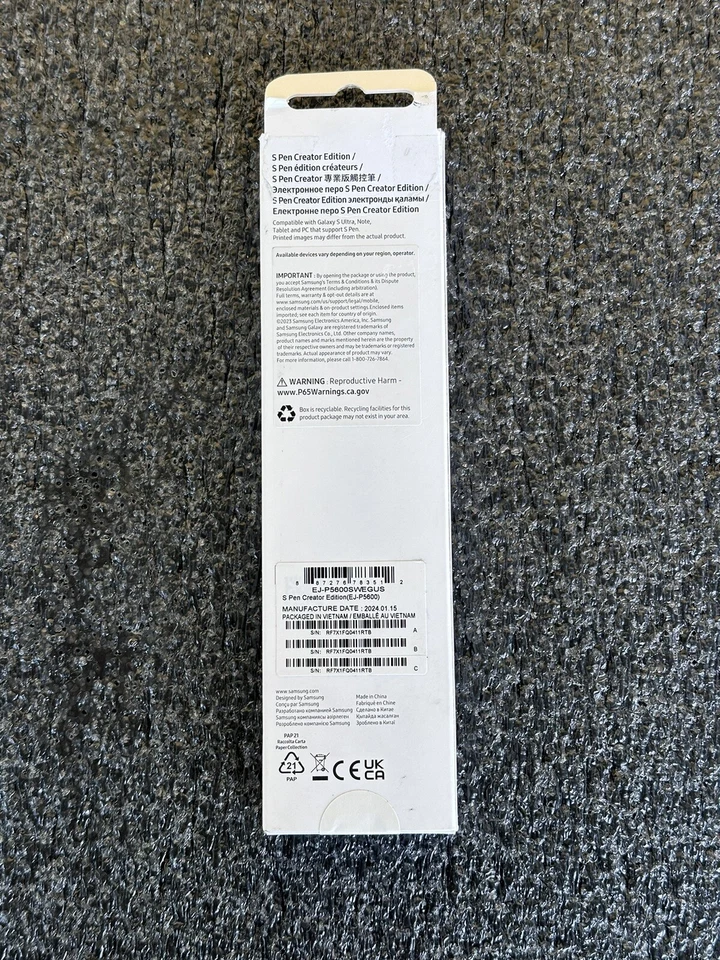 S Pen Creator Edition /
S Pen édition créateurs /
S Pen Creator 專業版觸控筆 /
Электронное перо S Pen Creator Edition /
S Pen Creator Edition электронды қаламы /
Електронне перо S Pen Creator Edition
Compatible with Galaxy S Ultra, Note,
Tablet and PC that support S Pen.
Printed images may differ from the actual product.
Available devices vary depending on your region, operator.
IMPORTANT : By opening the package or using the product,
you accept Samsung's Terms & Conditions & its Dispute
Resolution Agreement (including arbitration).
Full terms, warranty & opt-out details are at
www.samsung.com/us/support/legal/mobile,
enclosed materials & on-product settings.Enclosed items
imported; see each item for country of origin.
©2023 Samsung Electronics America, Inc. Samsung
and Samsung Galaxy are registered trademarks of
Samsung Electronics Co., Ltd. Other company names,
product names and marks mentioned herein are the property
of their respective owners and may be trademarks or registered
trademarks. Actual appearance of product may vary.
For more information, please call 1-800-726-7864.
WARNING : Reproductive Harm -
www.P65Warnings.ca.gov
Box is recyclable. Recycling facilities for this
product package may not exist in your area.
8 87276 78351 2
EJ-P5600SWEGUS
S Pen Creator Edition(EJ-P5600)
MANUFACTURE DATE : 2024.01.15
PACKAGED IN VIETNAM / EMBALLÉ AU VIETNAM
A
S/N: RF7X1FQ0411RTB
B
S/N: RF7X1FQ0411RTB
C
S/N: RF7X1FQ0411RTB
www.samsung.com
Designed by Samsung Made in China
Conçu par Samsung Fabriqué en Chine
Разработано компанией Samsung Сделано в Китае
Samsung компаниясы әзірлеген Қытайда жасалған
Розроблено компанією Samsung Зроблено в Китаї
PAP 21
Raccolta Carta
Paper Collection
21
PAP
CE
UK
CA